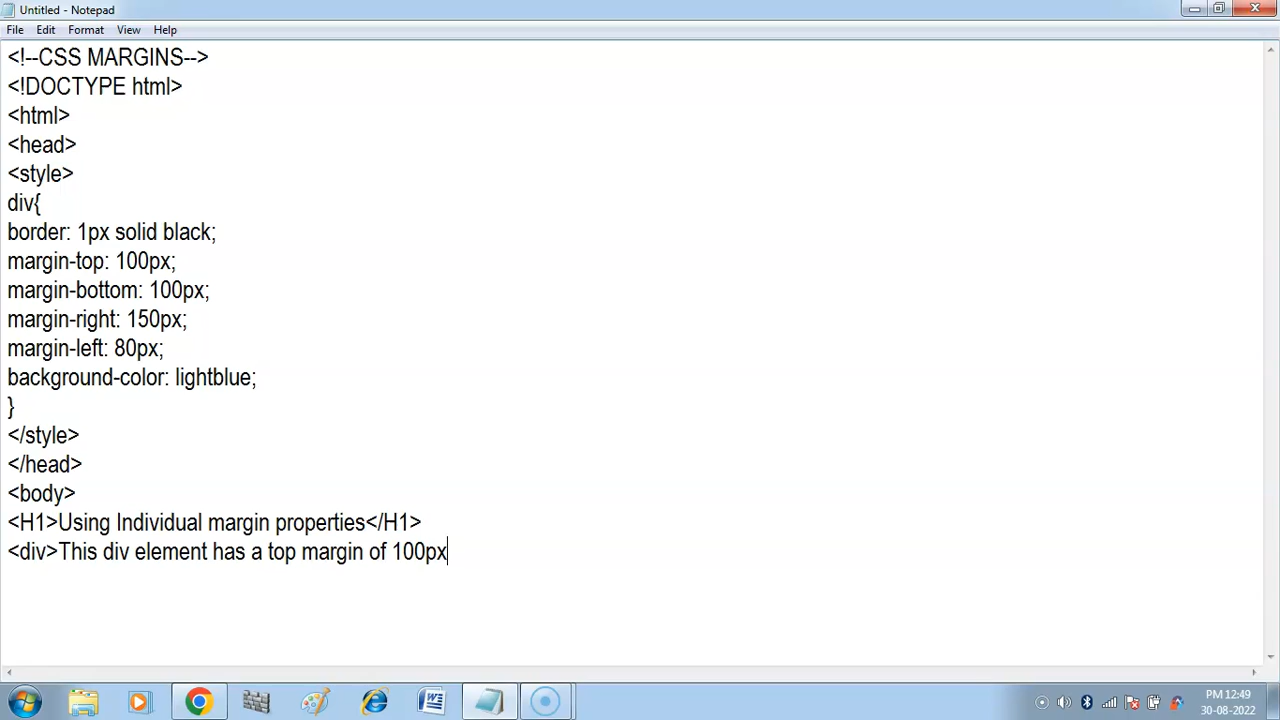 Untitled - Notepad
File Edit Format View Help
<!--CSS MARGINS-->
<!DOCTYPE html>
<html>
<head>
<style>
div{
border: 1px solid black;
margin-top: 100px;
margin-bottom: 100px;
margin-right: 150px;
margin-left: 80px;
background-color: lightblue;
}
</style>
</head>
<body>
<H1>Using Individual margin properties</H1>
<div>This div element has a top margin of 100px
PM 12:49
30-08-2022